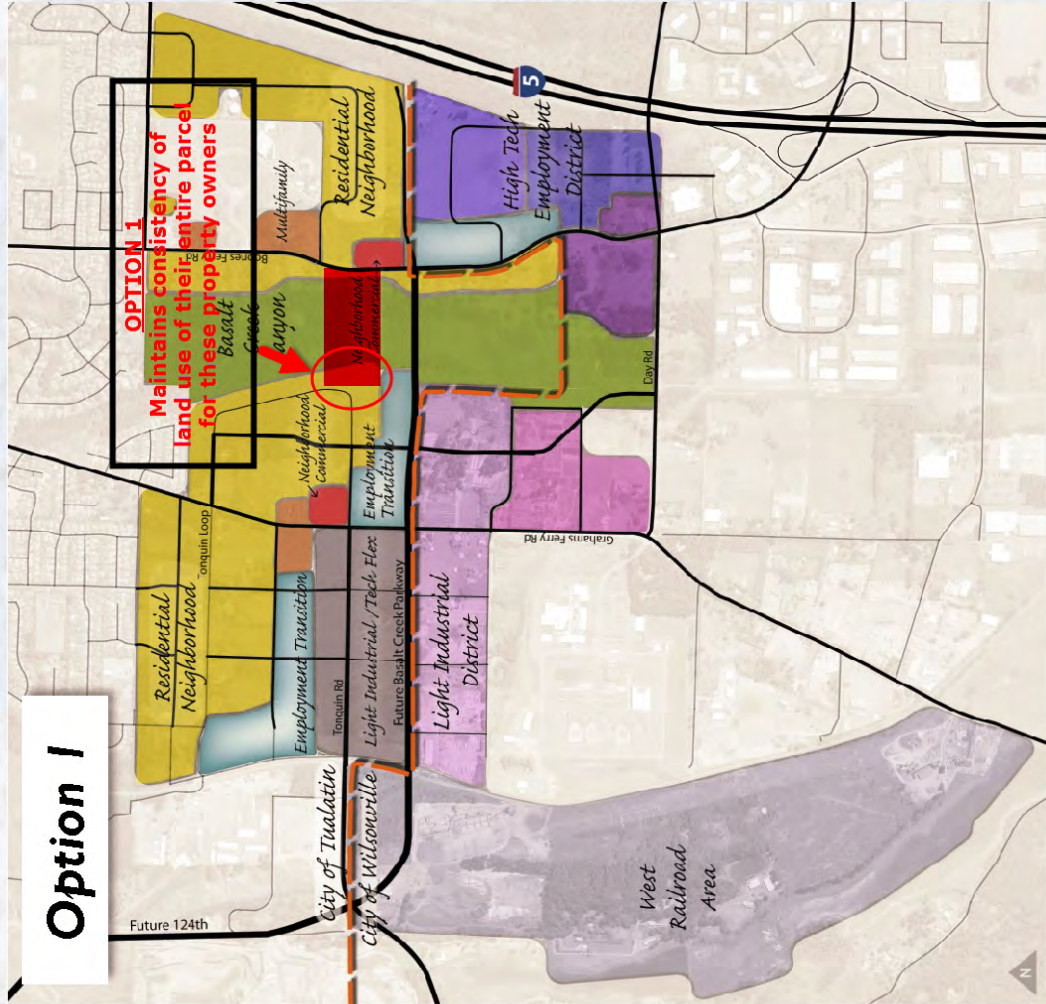 Option 1
OPTION 1
Maintains consistency of
land use of their entire parcel
for these property owners
5
Residential
Neighborhood
High Tech
Employment
District
Multifamily
Boones Ferry Rd
Basalt
Creek
anyon
Neighborhood
Commercial
Neighborhood
Commercial
Employment
Transition
Day Rd
Grahams Ferry Rd
onquin Loop
Residential
Neighborhood
Employment Transition
Tonquin Rd
Light Industrial/Tech Flex
Future Basalt Creek Parkway
Light Industrial
District
City of Tualatin
City of Wilsonville
Future 124th
West
Railroad
Area
N